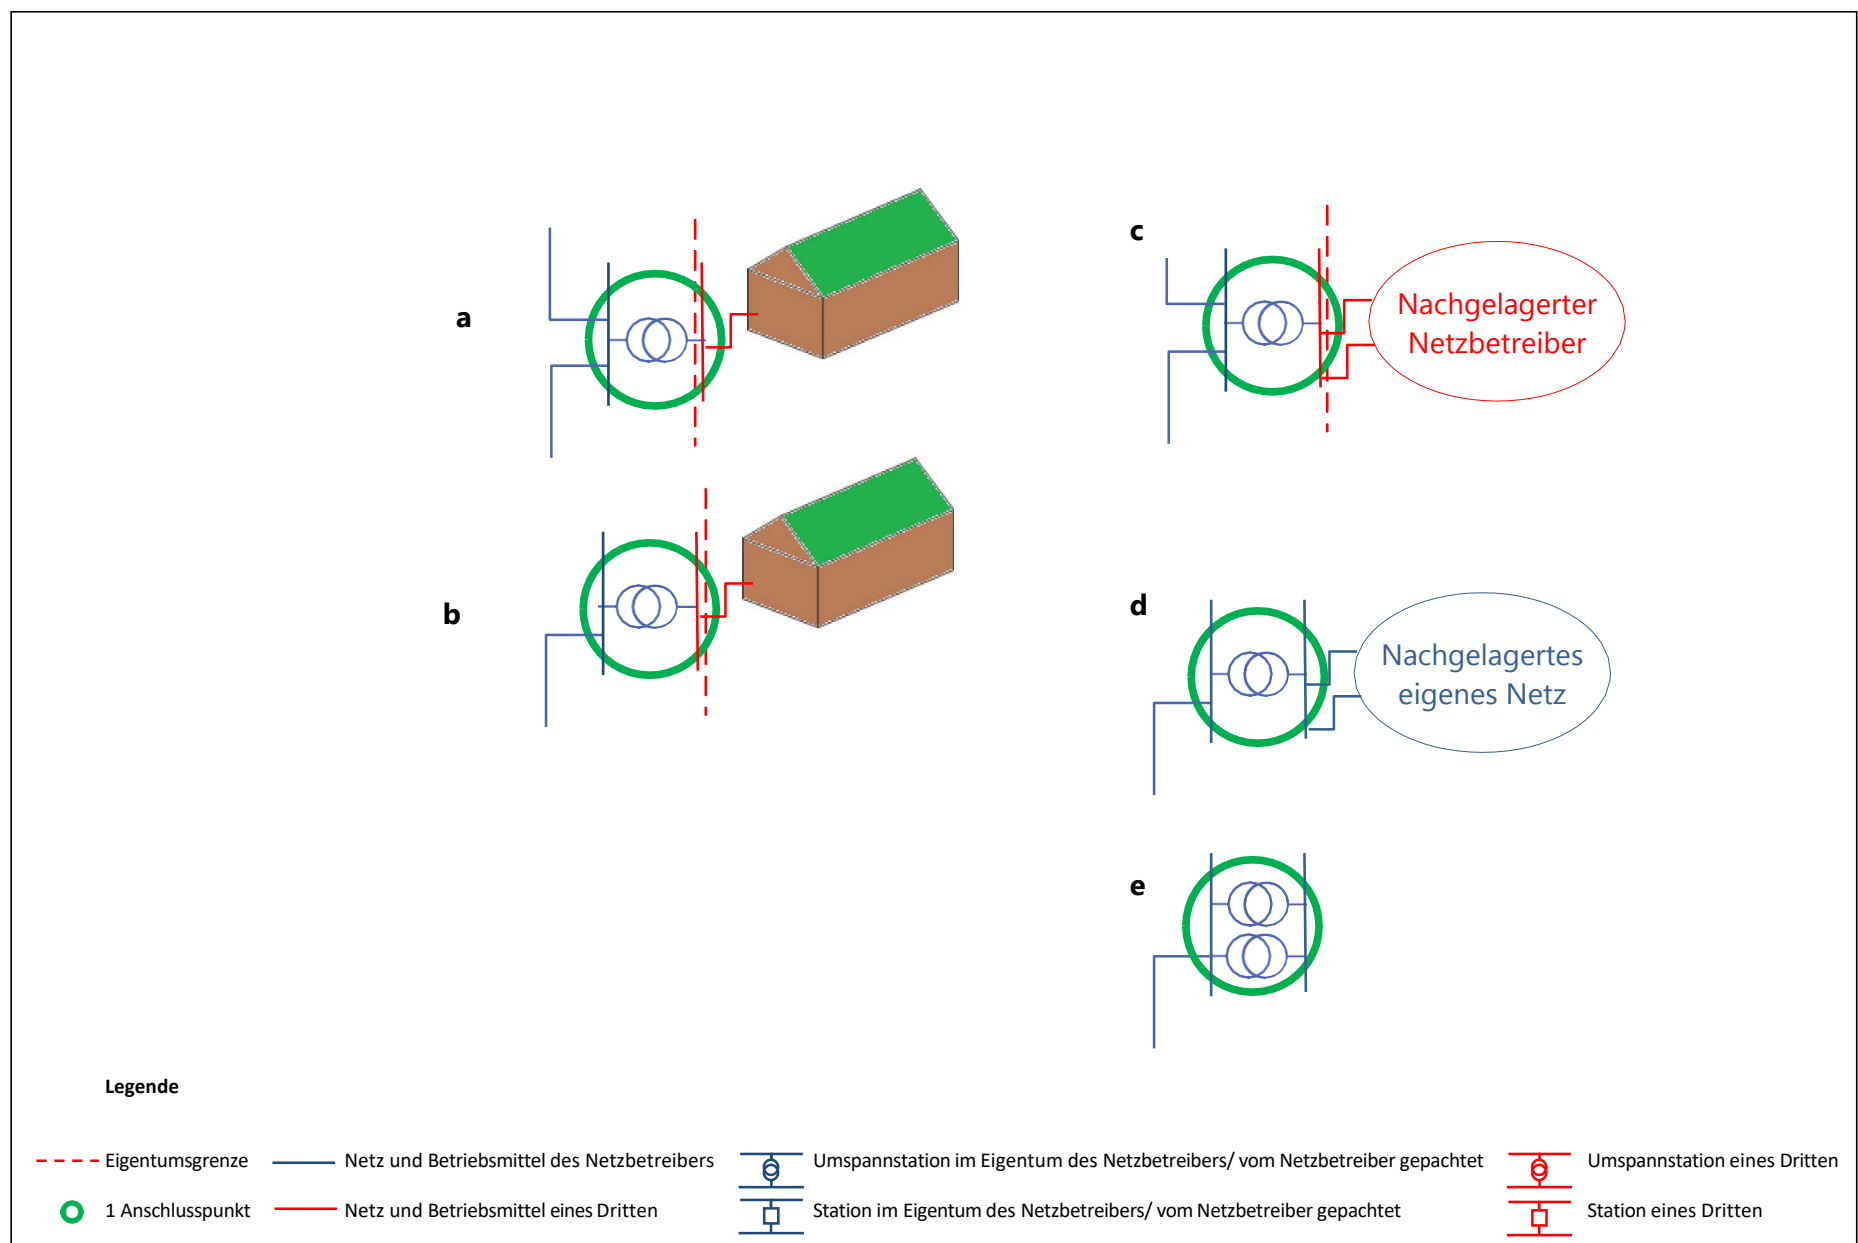 a
b
c
Nachgelagerter
Netzbetreiber
d
Nachgelagertes
eigenes Netz
e
Legende
Eigentumsgrenze
Netz und Betriebsmittel des Netzbetreibers
Umspannstation im Eigentum des Netzbetreibers/ vom Netzbetreiber gepachtet
Umspannstation eines Dritten
1 Anschlusspunkt
Netz und Betriebsmittel eines Dritten
Station im Eigentum des Netzbetreibers/ vom Netzbetreiber gepachtet
Station eines Dritten